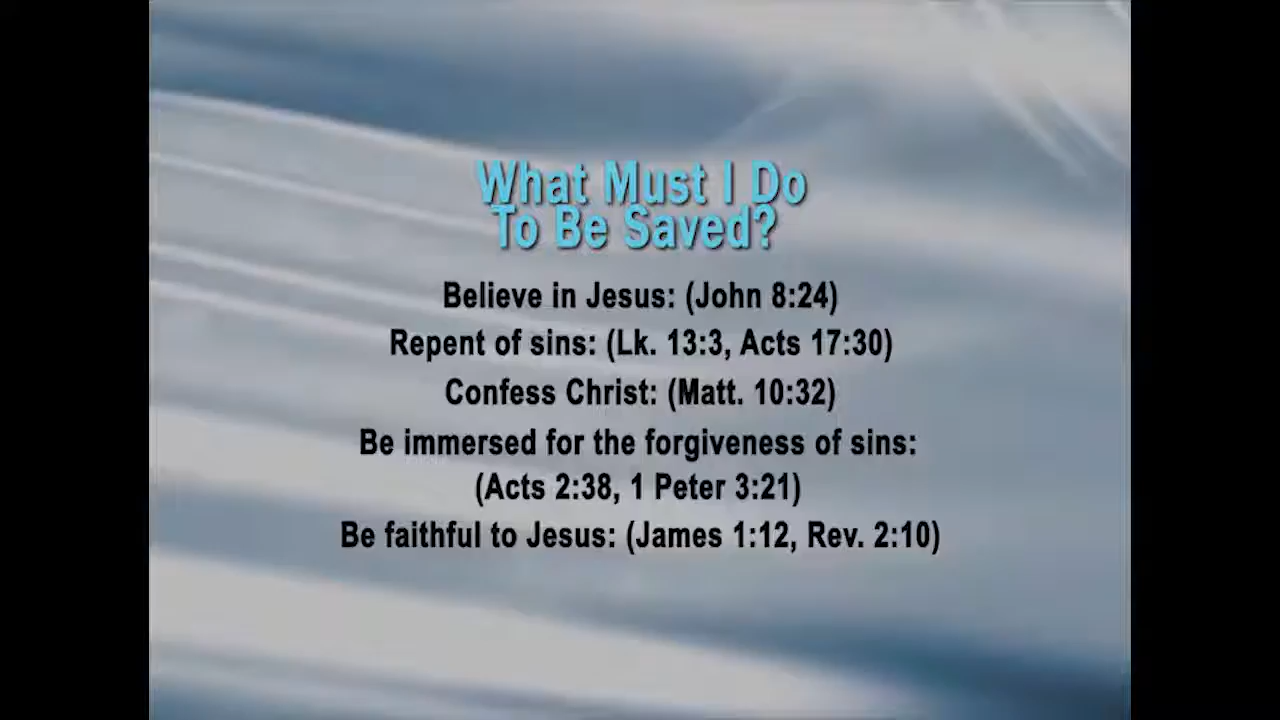 What Must I Do
To Be Saved?
Believe in Jesus: (John 8:24)
Repent of sins: (Lk. 13:3, Acts 17:30)
Confess Christ: (Matt. 10:32)
Be immersed for the forgiveness of sins:
(Acts 2:38, 1 Peter 3:21)
Be faithful to Jesus: (James 1:12, Rev. 2:10)